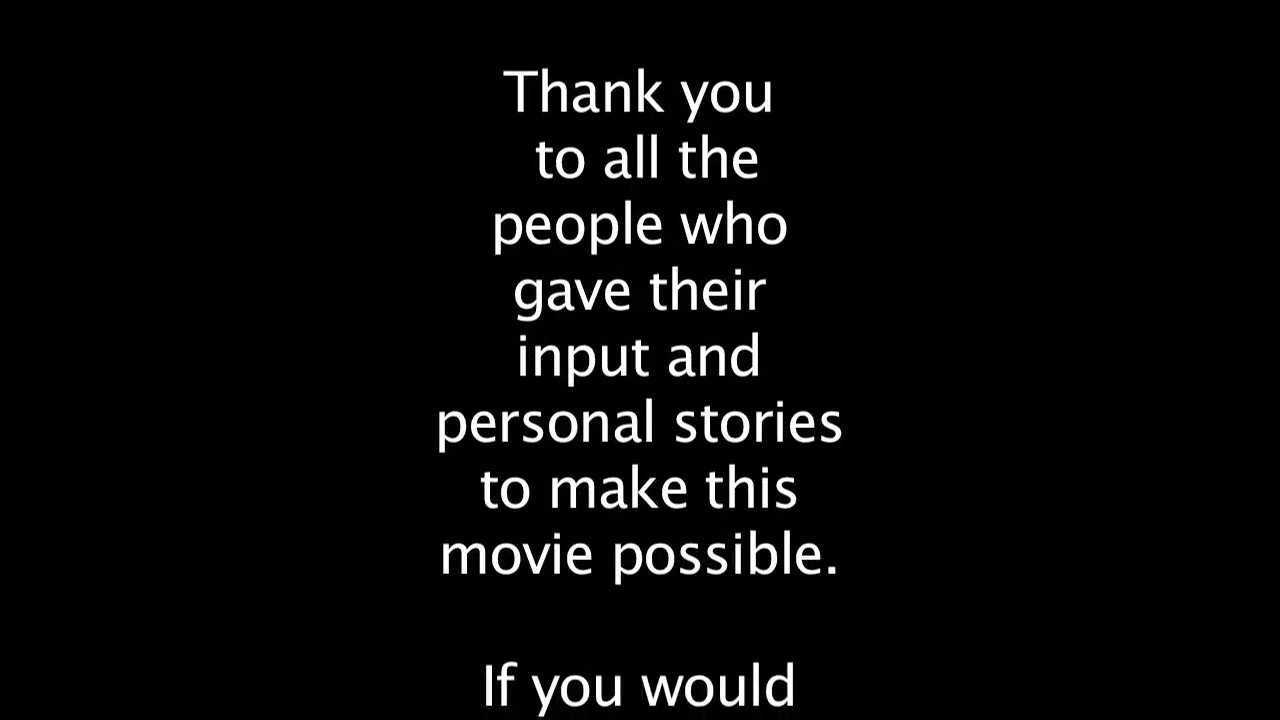 Thank you
to all the
people who
gave their
input and
personal stories
to make this
movie possible.
If you would